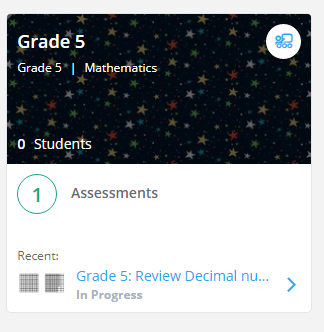 Grade 5
Grade 5 | Mathematics
0 Students
1 Assessments
Recent:
Grade 5: Review Decimal nu...
In Progress